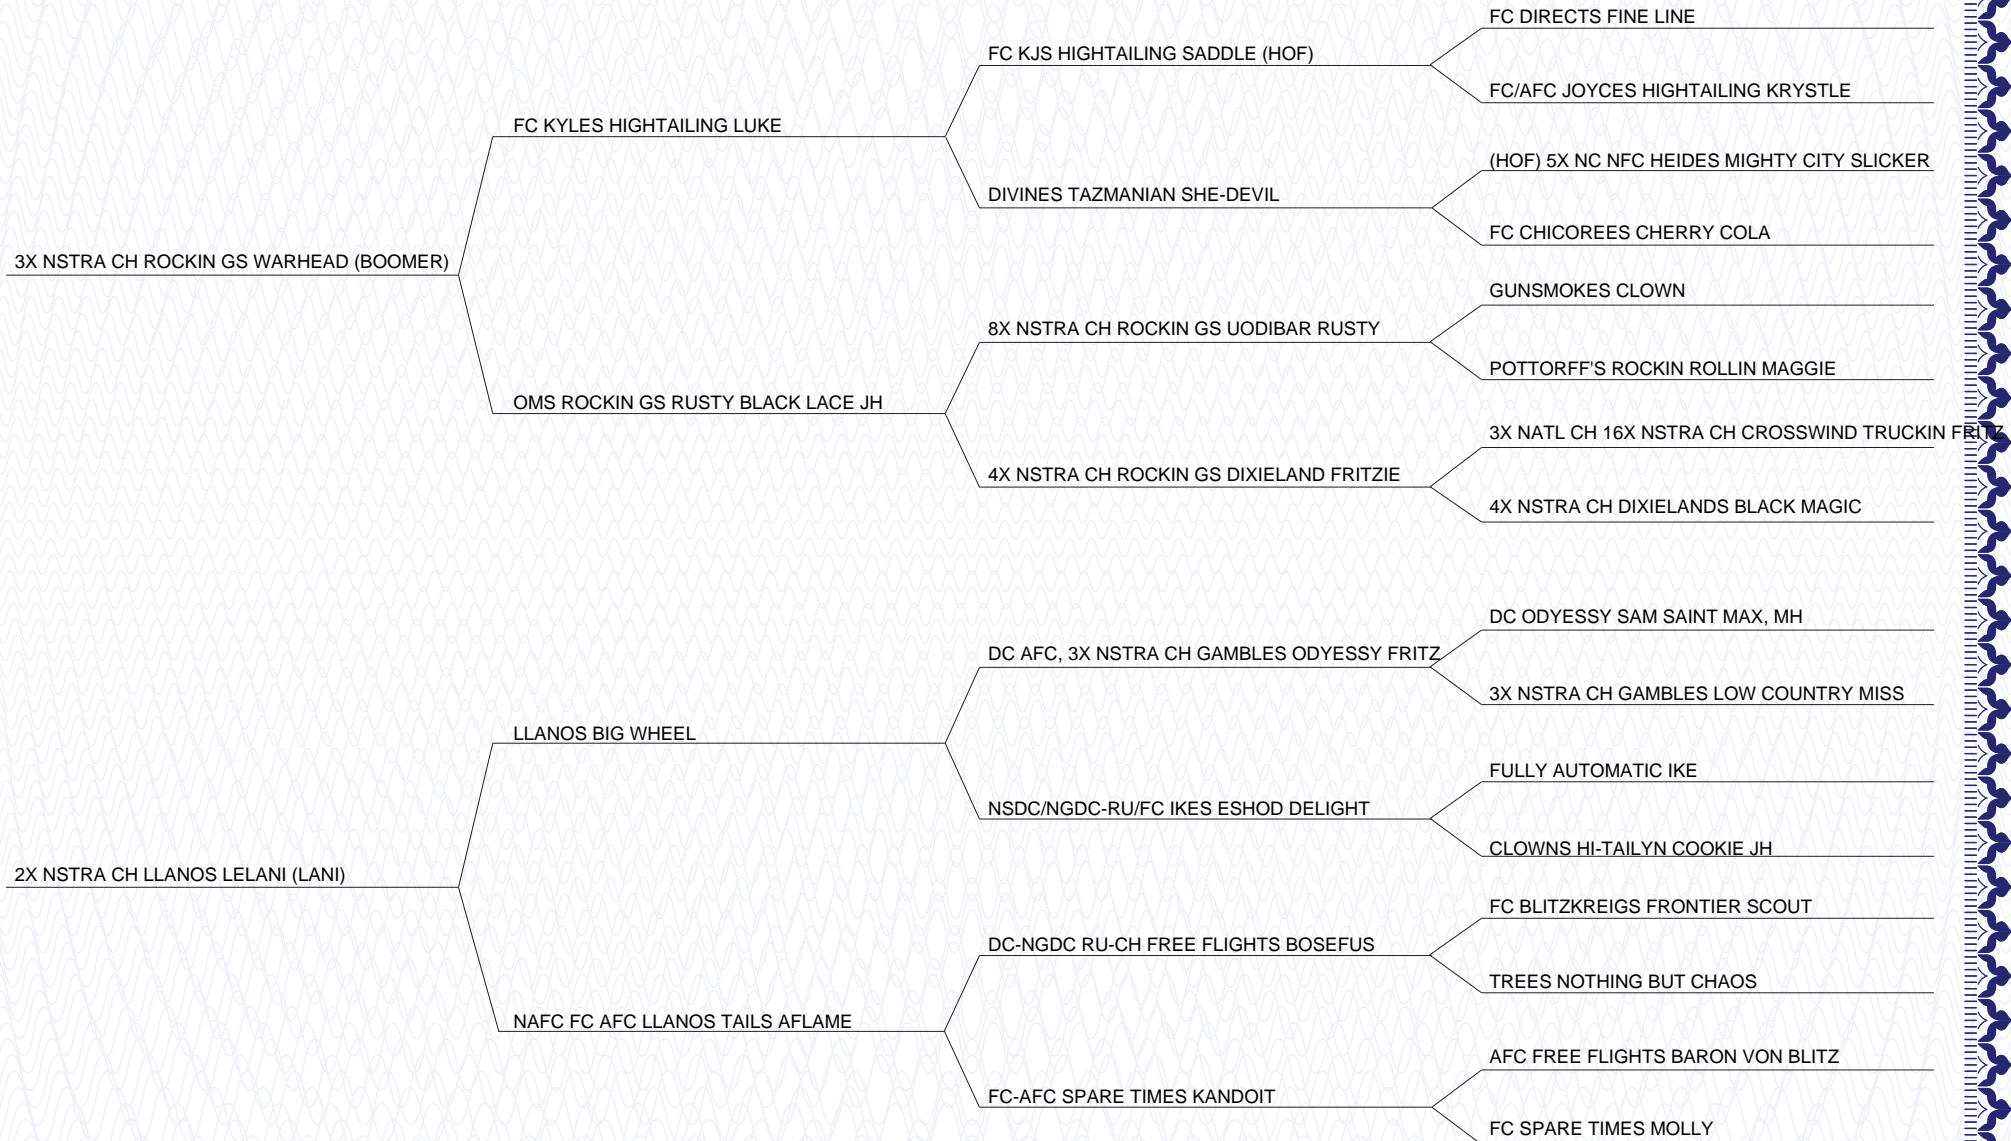 FC DIRECTS FINE LINE
FC KJS HIGHTAILING SADDLE (HOF)
FC/AFC JOYCES HIGHTAILING KRYSTLE
FC KYLES HIGHTAILING LUKE
(HOF) 5X NC NFC HEIDES MIGHTY CITY SLICKER
DIVINES TAZMANIAN SHE-DEVIL
FC CHICOREES CHERRY COLA
3X NSTRA CH ROCKIN GS WARHEAD (BOOMER)
GUNSMOKES CLOWN
8X NSTRA CH ROCKIN GS UODIBAR RUSTY
POTTORFF'S ROCKIN ROLLIN MAGGIE
OMS ROCKIN GS RUSTY BLACK LACE JH
3X NATL CH 16X NSTRA CH CROSSWIND TRUCKIN FRITZ
4X NSTRA CH ROCKIN GS DIXIELAND FRITZIE
4X NSTRA CH DIXIELANDS BLACK MAGIC
DC ODYESSY SAM SAINT MAX, MH
DC AFC, 3X NSTRA CH GAMBLES ODYESSY FRITZ
3X NSTRA CH GAMBLES LOW COUNTRY MISS
LLANOS BIG WHEEL
FULLY AUTOMATIC IKE
NSDC/NGDC-RU/FC IKES ESHOD DELIGHT
CLOWNS HI-TAILYN COOKIE JH
2X NSTRA CH LLANOS LELANI (LANI)
FC BLITZKREIGS FRONTIER SCOUT
DC-NGDC RU-CH FREE FLIGHTS BOSEFUS
TREES NOTHING BUT CHAOS
NAFC FC AFC LLANOS TAILS AFLAME
AFC FREE FLIGHTS BARON VON BLITZ
FC-AFC SPARE TIMES KANDOIT
FC SPARE TIMES MOLLY